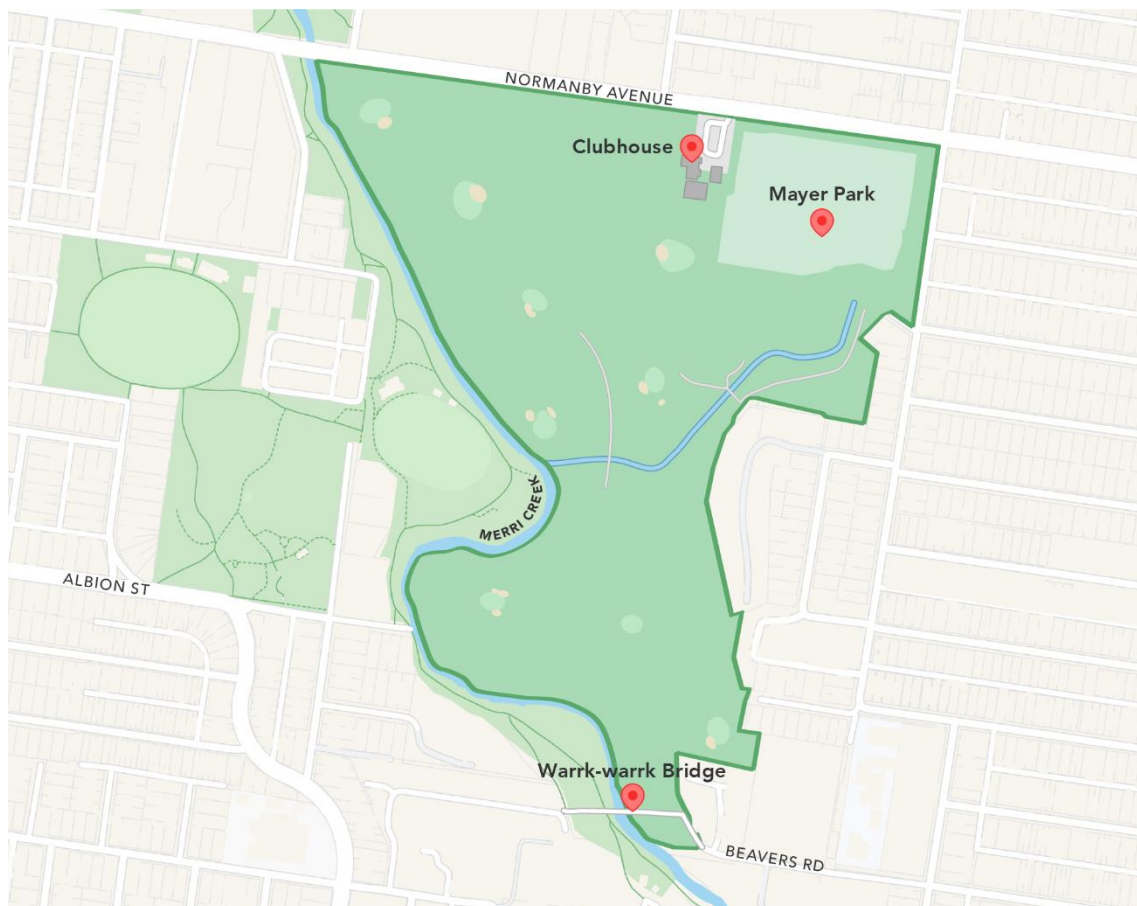 NORMANBY AVENUE
Clubhouse
Mayer Park
MERRI CREEK
ALBION ST
Warrk-warrk Bridge
BEAVERS RD